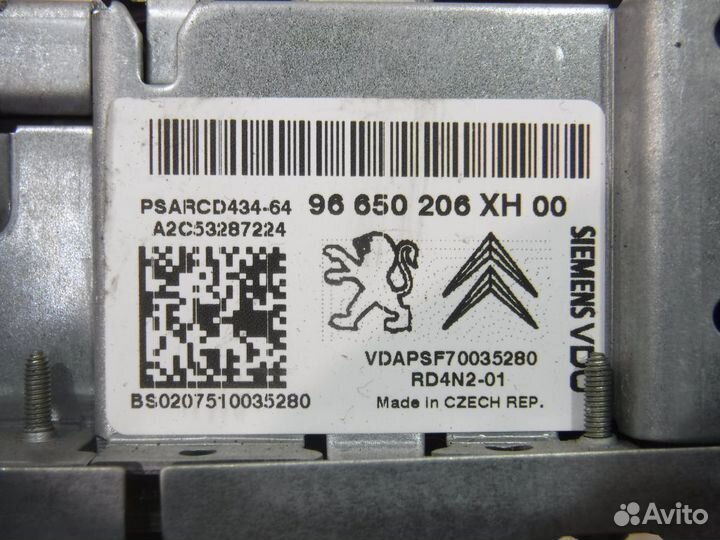 PSARCD434-64
96 650 206 XH 00
A2C53287224
SIEMENS VDO
VDAPSF70035280
RD4N2-01
BS0207510035280
Made in CZECH REP.
Avito